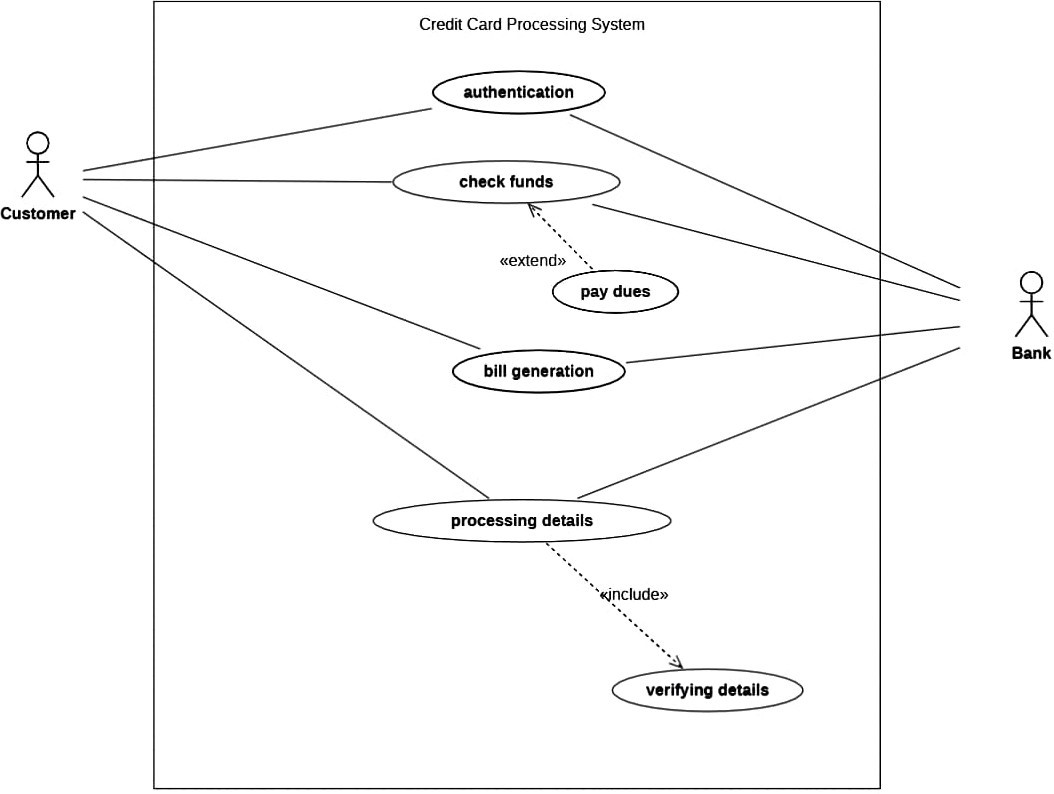 Credit Card Processing System
authentication
Customer
check funds
«extend»
pay dues
Bank
bill generation
processing details
«include»
verifying details